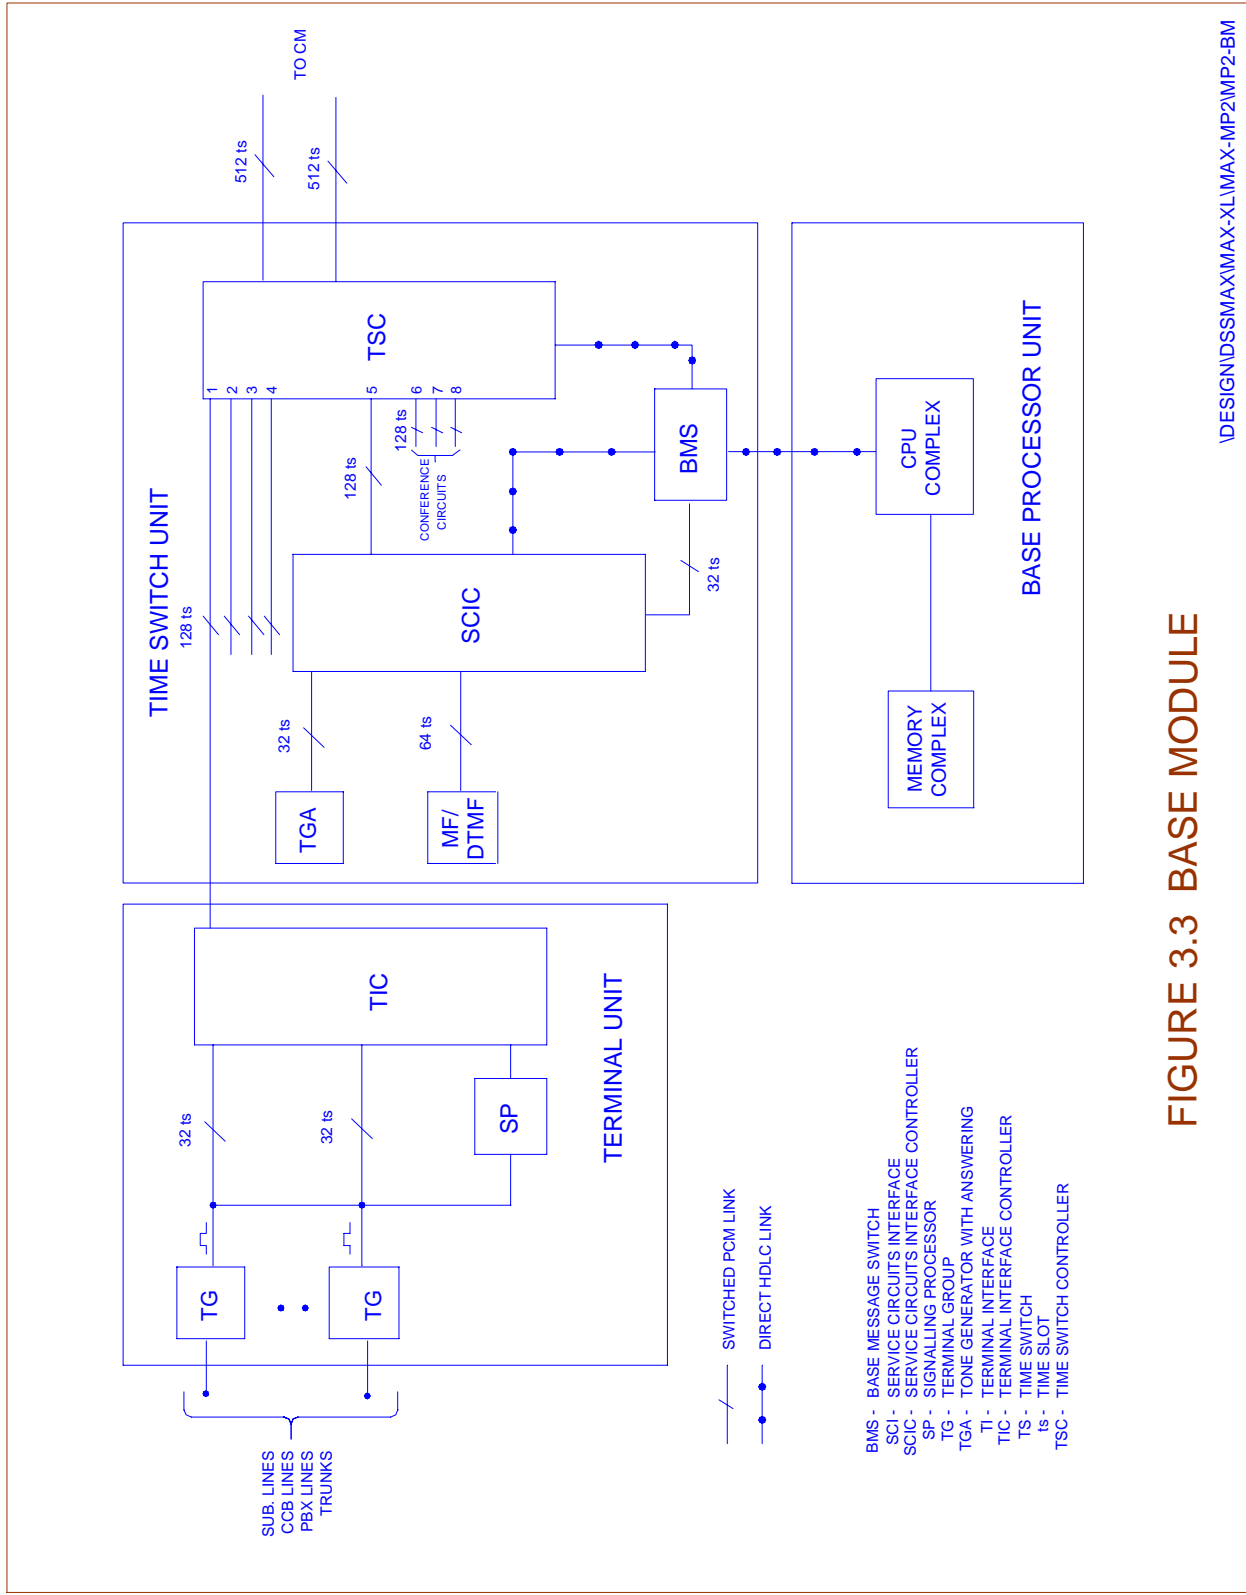 TO CM
512 ts
512 ts
TIME SWITCH UNIT
128 ts
TSC
1
2
3
4
5
6
7
8
128 ts
128 ts
CONFERENCE
CIRCUITS
SCIC
BMS
32 ts
32 ts
64 ts
TGA
MF/
DTMF
TIC
32 ts
32 ts
SP
TG
TG
TERMINAL UNIT
SUB. LINES
CCB LINES
PBX LINES
TRUNKS
MEMORY
COMPLEX
CPU
COMPLEX
BASE PROCESSOR UNIT
SWITCHED PCM LINK
DIRECT HDLC LINK
BMS - BASE MESSAGE SWITCH
SCI - SERVICE CIRCUITS INTERFACE
SCIC - SERVICE CIRCUITS INTERFACE CONTROLLER
SP - SIGNALLING PROCESSOR
TG - TERMINAL GROUP
TGA - TONE GENERATOR WITH ANSWERING
TI - TERMINAL INTERFACE
TIC - TERMINAL INTERFACE CONTROLLER
TS - TIME SWITCH
ts - TIME SLOT
TSC - TIME SWITCH CONTROLLER
FIGURE 3.3 BASE MODULE
\DESIGN\DSSMAX\MAX-XL\MAX-MP2\MP2-BM